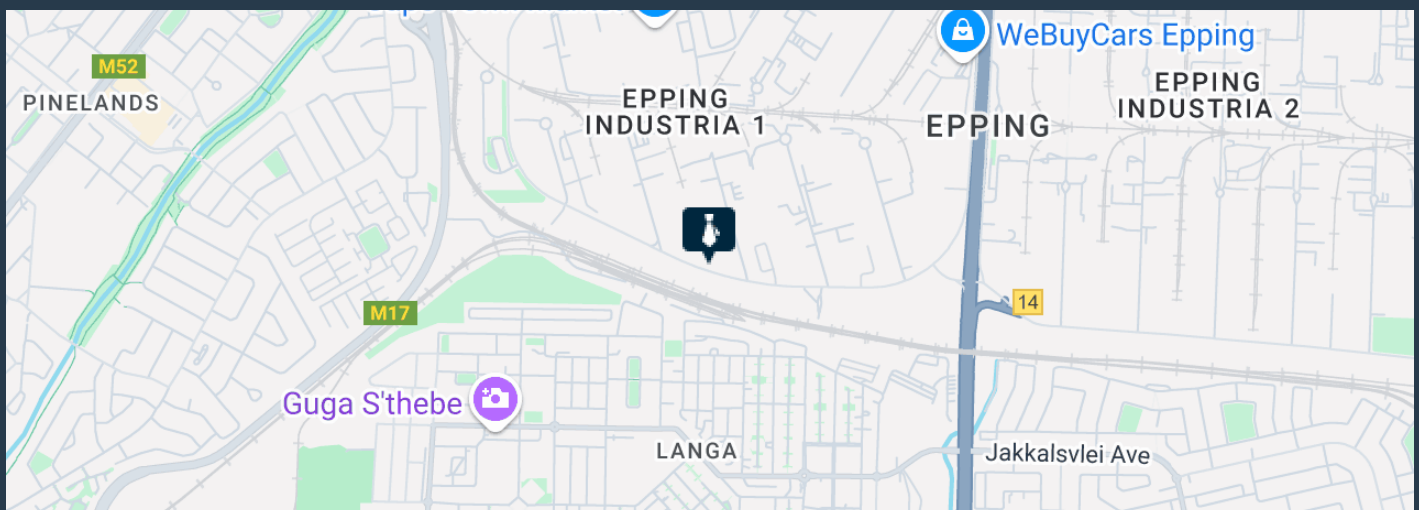 M52
PINELANDS
EPPING
INDUSTRIA 1
WeBuyCars Epping
EPPING
EPPING
INDUSTRIA 2
M17
14
Guga S'thebe
LANGA
Jakkalsvlei Ave